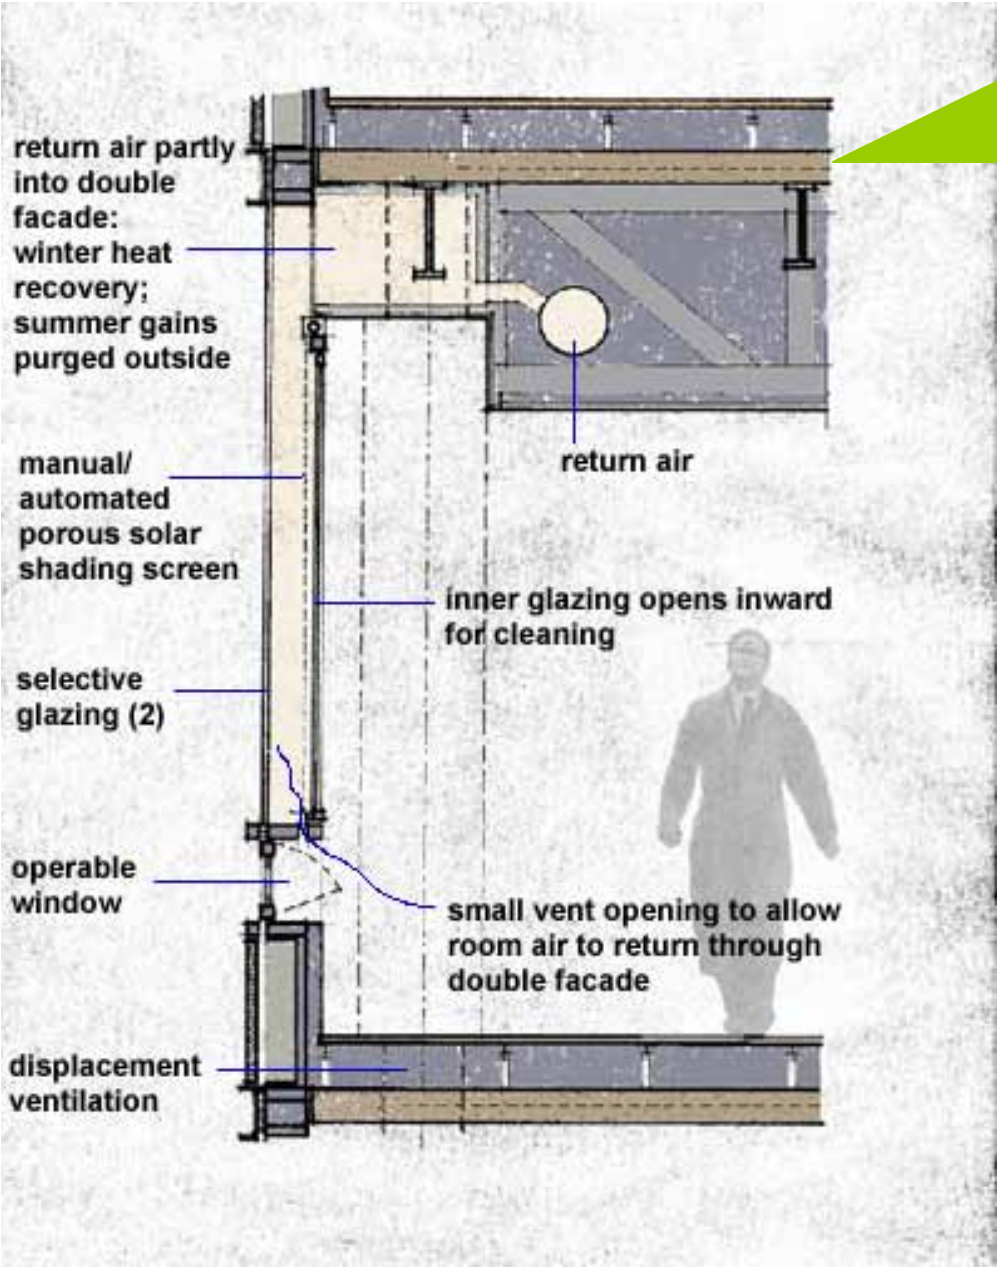 return air partly
into double
facade:
winter heat
recovery;
summer gains
purged outside
return air
manual/
automated
porous solar
shading screen
inner glazing opens inward
for cleaning
selective
glazing (2)
operable
window
small vent opening to allow
room air to return through
double facade
displacement
ventilation